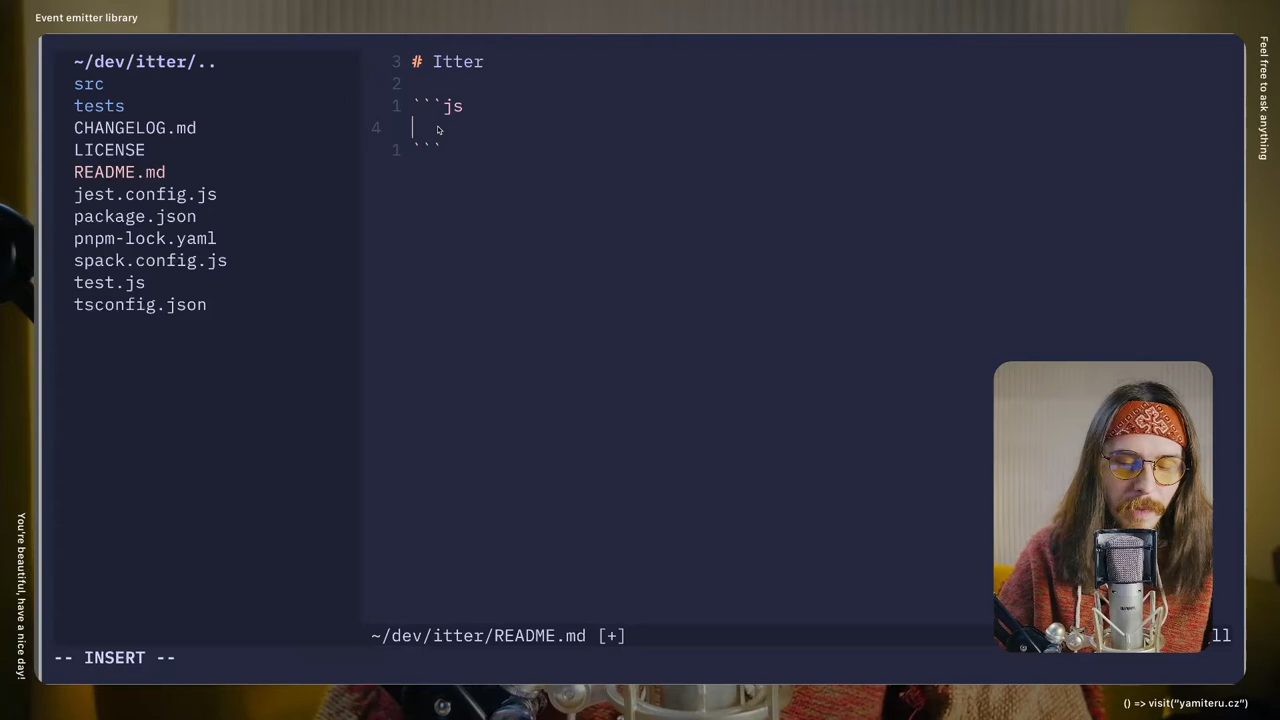 Event emitter library
~/dev/itter/..
src
tests
CHANGELOG.md
LICENSE
README.md
jest.config.js
package.json
pnpm-lock.yaml
spack.config.js
test.js
tsconfig.json
3 # Itter
2
1 ```js
4
1 ```
~/dev/itter/README.md [+]
ll
-- INSERT --
Feel free to ask anything
You're beautiful, have a nice day!
() => visit("yamiteru.cz")